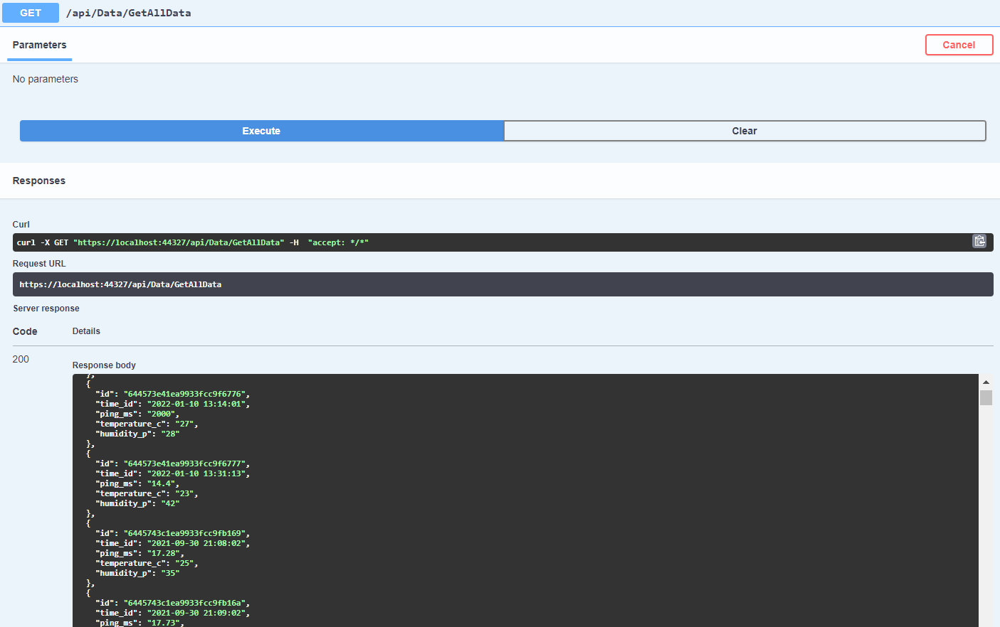 GET /api/Data/GetAllData
Parameters
Cancel
No parameters
Execute
Clear
Responses
Curl
curl -X GET "https://localhost:44327/api/Data/GetAllData" -H  "accept: */*"
Request URL
https://localhost:44327/api/Data/GetAllData
Server response
Code Details
200
Response body
},
{
"id": "644573e41ea9933fcc9f6776",
"time_id": "2022-01-10 13:14:01",
"ping_ms": "2000",
"temperature_c": "27",
"humidity_p": "28"
},
{
"id": "644573e41ea9933fcc9f6777",
"time_id": "2022-01-10 13:31:13",
"ping_ms": "14.4",
"temperature_c": "23",
"humidity_p": "42"
},
{
"id": "6445743c1ea9933fcc9fb169",
"time_id": "2021-09-30 21:08:02",
"ping_ms": "17.28",
"temperature_c": "25",
"humidity_p": "35"
},
{
"id": "6445743c1ea9933fcc9fb16a",
"time_id": "2021-09-30 21:09:02",
"ping_ms": "17.73",